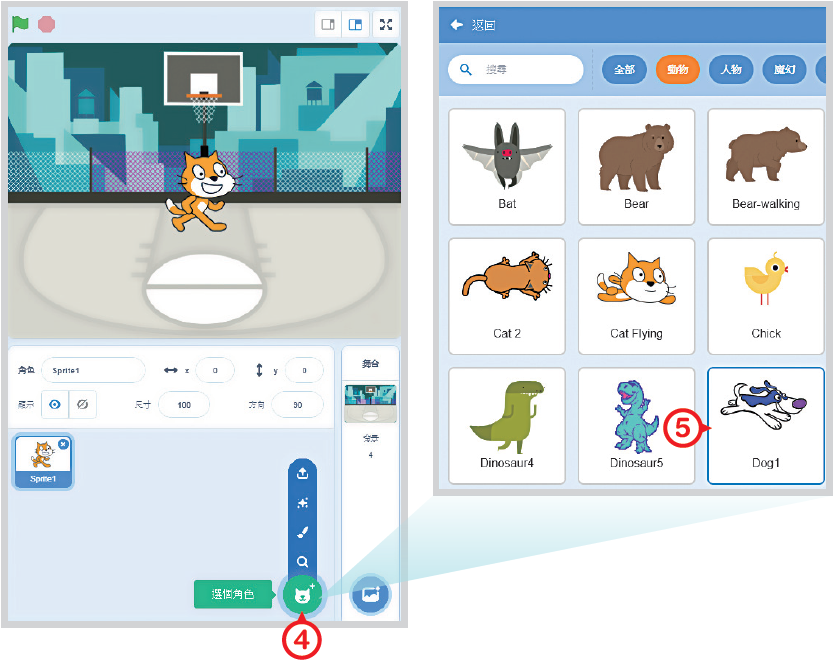 角色
Sprite1
x
0
y
0
顯示
尺寸
100
方向
90
Sprite1
選個角色
④
舞台
背景
4
返回
搜尋
全部
動物
人物
魔幻
Bat
Bear
Bear-walking
Cat 2
Cat Flying
Chick
Dinosaur4
Dinosaur5
⑤
Dog1